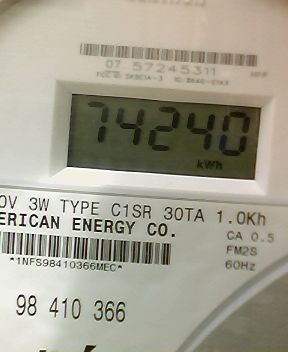 07 57245311
74240
kWh
0V 3W TYPE C1SR 30TA 1.0Kh
ERICAN ENERGY CO.
CA 0.5
FM2S
60Hz
*1NFS98410366MEC*
98 410 366